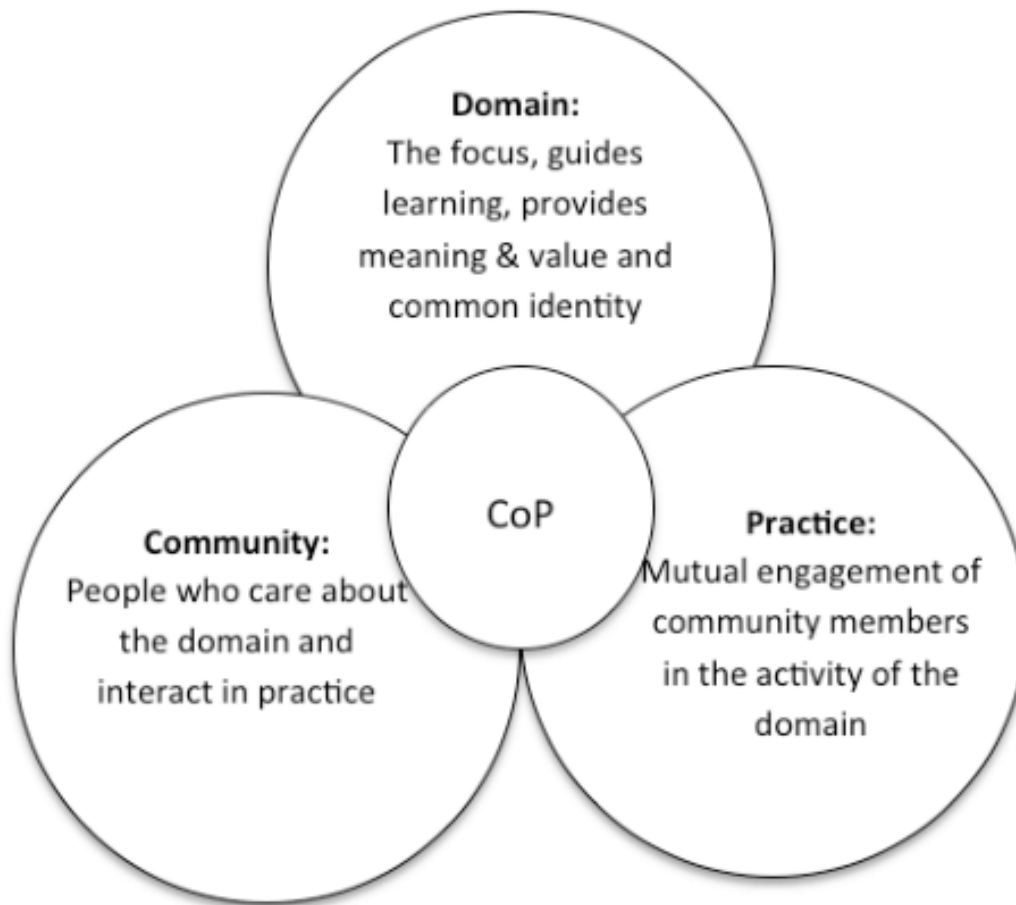 Domain:
The focus, guides
learning, provides
meaning & value and
common identity
CoP
Community:
People who care about
the domain and
interact in practice
Practice:
Mutual engagement of
community members
in the activity of the
domain